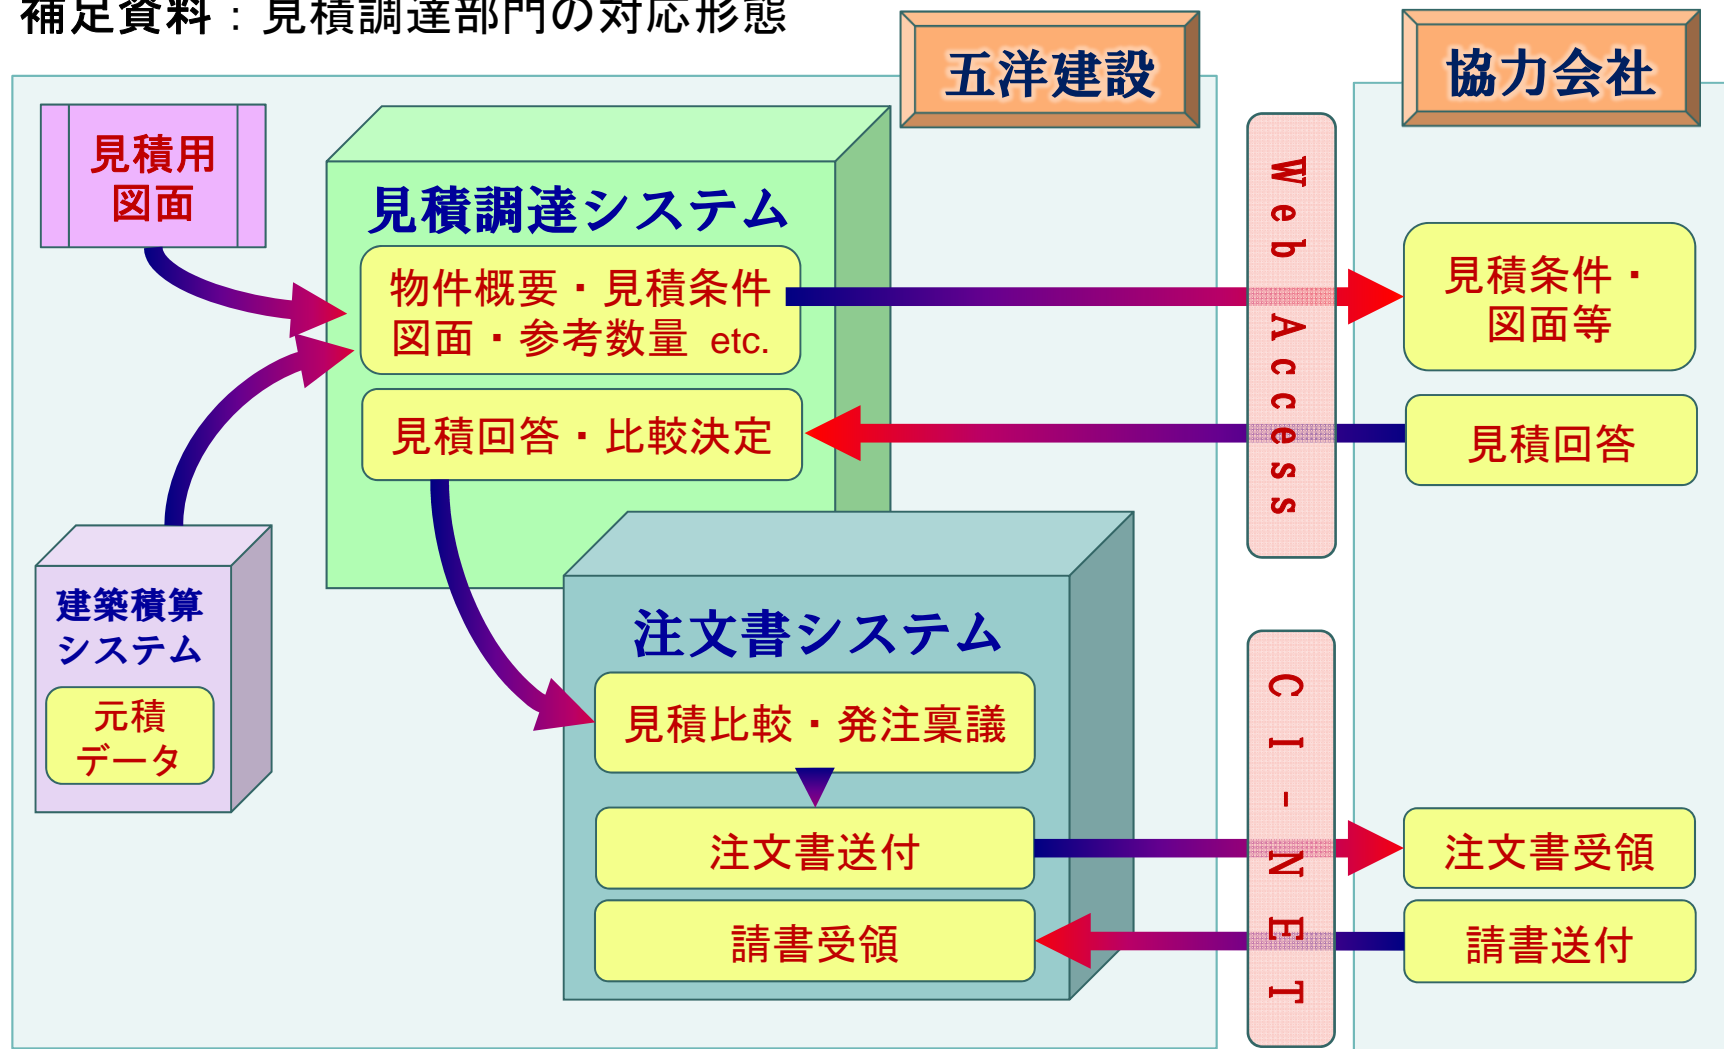 補足資料：見積調達部門の対応形態
五洋建設
協力会社
見積用
図面
見積調達システム
物件概要・見積条件
図面・参考数量 etc.
見積回答・比較決定
Web Access
見積条件・
図面等
見積回答
建築積算
システム
元積
データ
注文書システム
見積比較・発注稟議
注文書送付
請書受領
CI-NET
注文書受領
請書送付